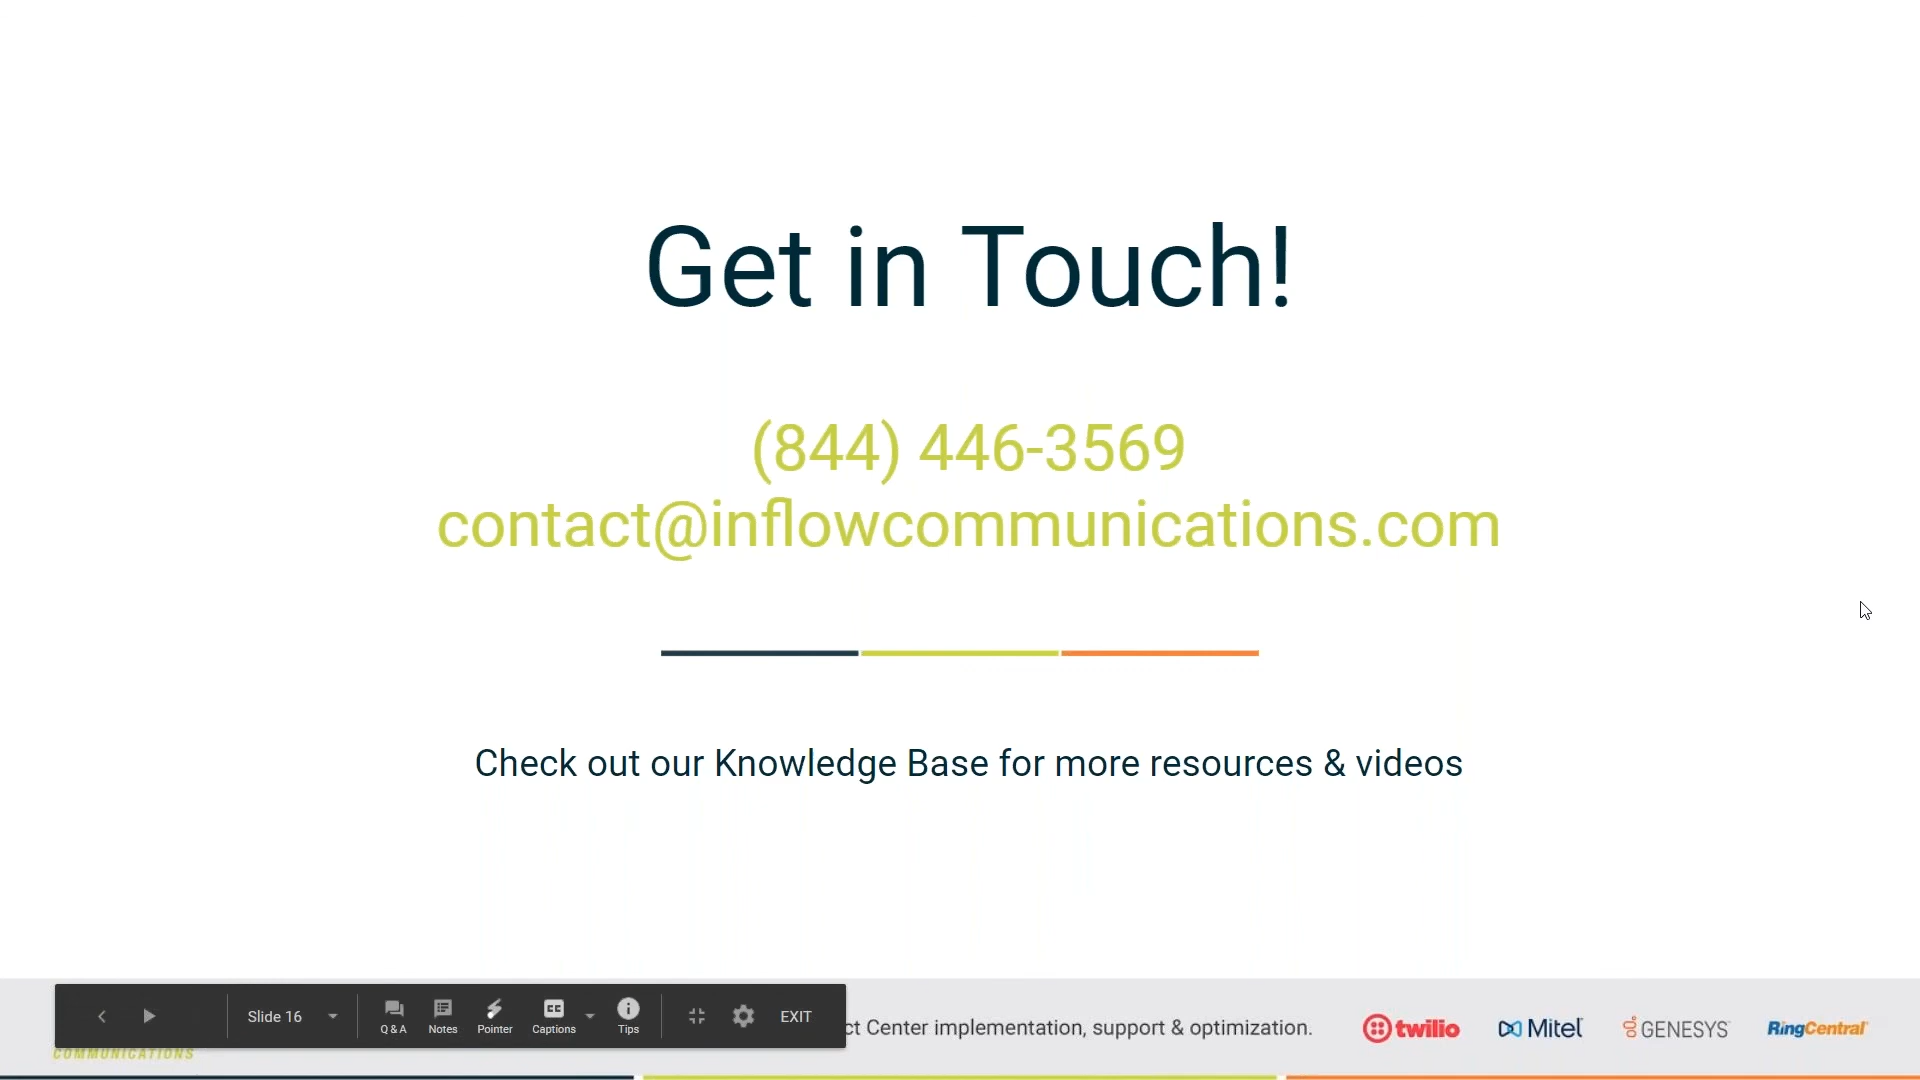 Get in Touch!
(844) 446-3569
contact@inflowcommunications.com
Check out our Knowledge Base for more resources & videos
Slide 16
Q & A
Notes
Pointer
Captions
Tips
EXIT
COMMUNICATIONS
Center implementation, support & optimization.
twilio
Mitel
GENESYS
RingCentral